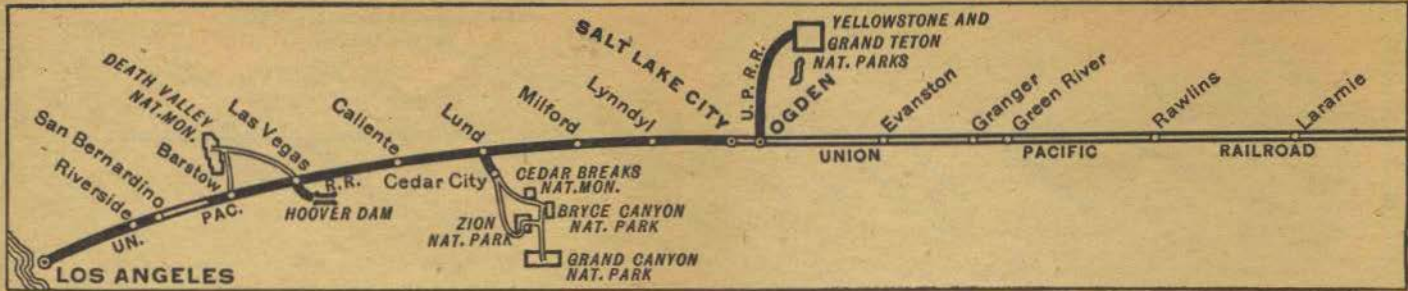 LOS ANGELES
UN.
Riverside
San Bernardino
Barstow
PAC.
DEATH VALLEY
NAT. MON.
Las Vegas
R.R.
HOOVER DAM
Caliente
Lund
Cedar City
CEDAR BREAKS
NAT. MON.
ZION
NAT. PARK
BRYCE CANYON
NAT. PARK
GRAND CANYON
NAT. PARK
Milford
Lynndyl
SALT LAKE CITY
OGDEN
U.P.R.R.
YELLOWSTONE AND
GRAND TETON
NAT. PARKS
Evanston
Granger
Green River
Rawlins
Laramie
UNION PACIFIC RAILROAD